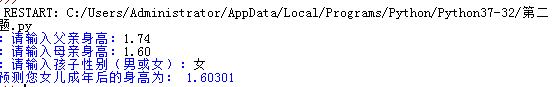 RESTART: C:/Users/Administrator/AppData/Local/Programs/Python/Python37-32/第二
题.py
:请输入父亲身高:1.74
:请输入母亲身高:1.60
:请输入孩子性别(男或女):女
预测您女儿成年后的身高为: 1.60301